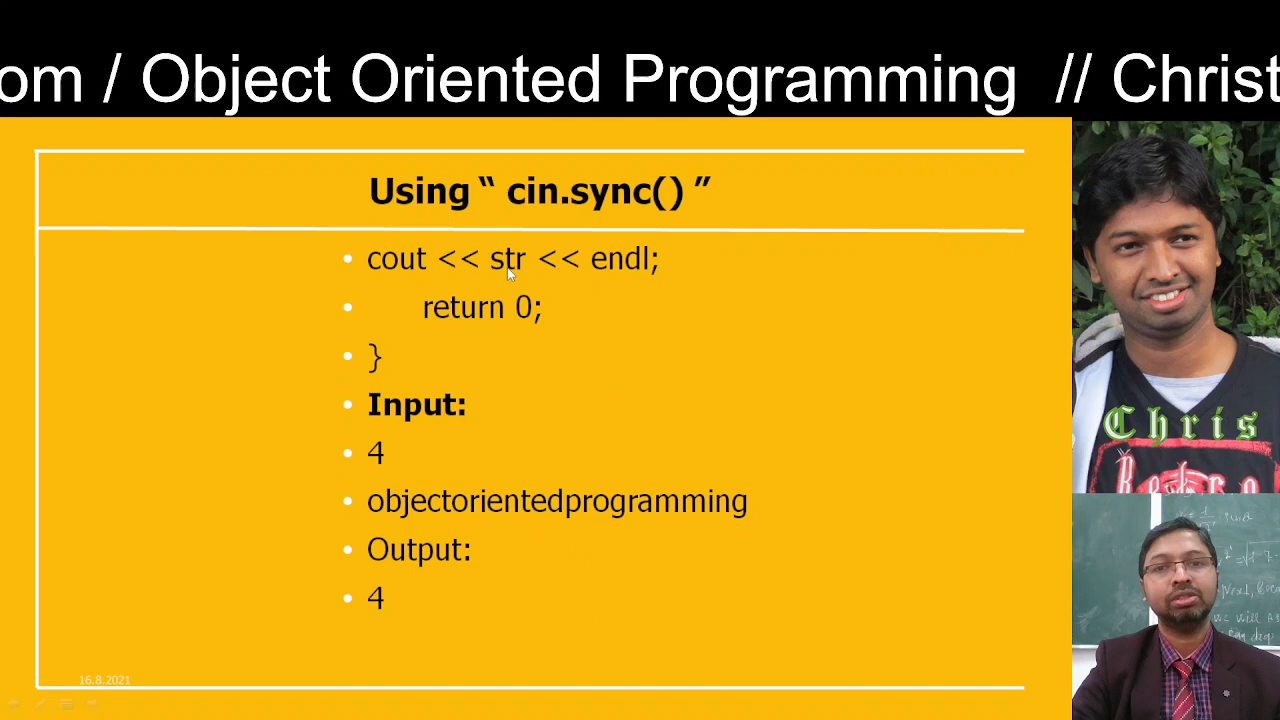 om / Object Oriented Programming // Christ
Using “ cin.sync() ”
• cout << str << endl;
• return 0;
• }
• Input:
• 4
• objectorientedprogramming
• Output:
• 4
16.8.2021
Chris